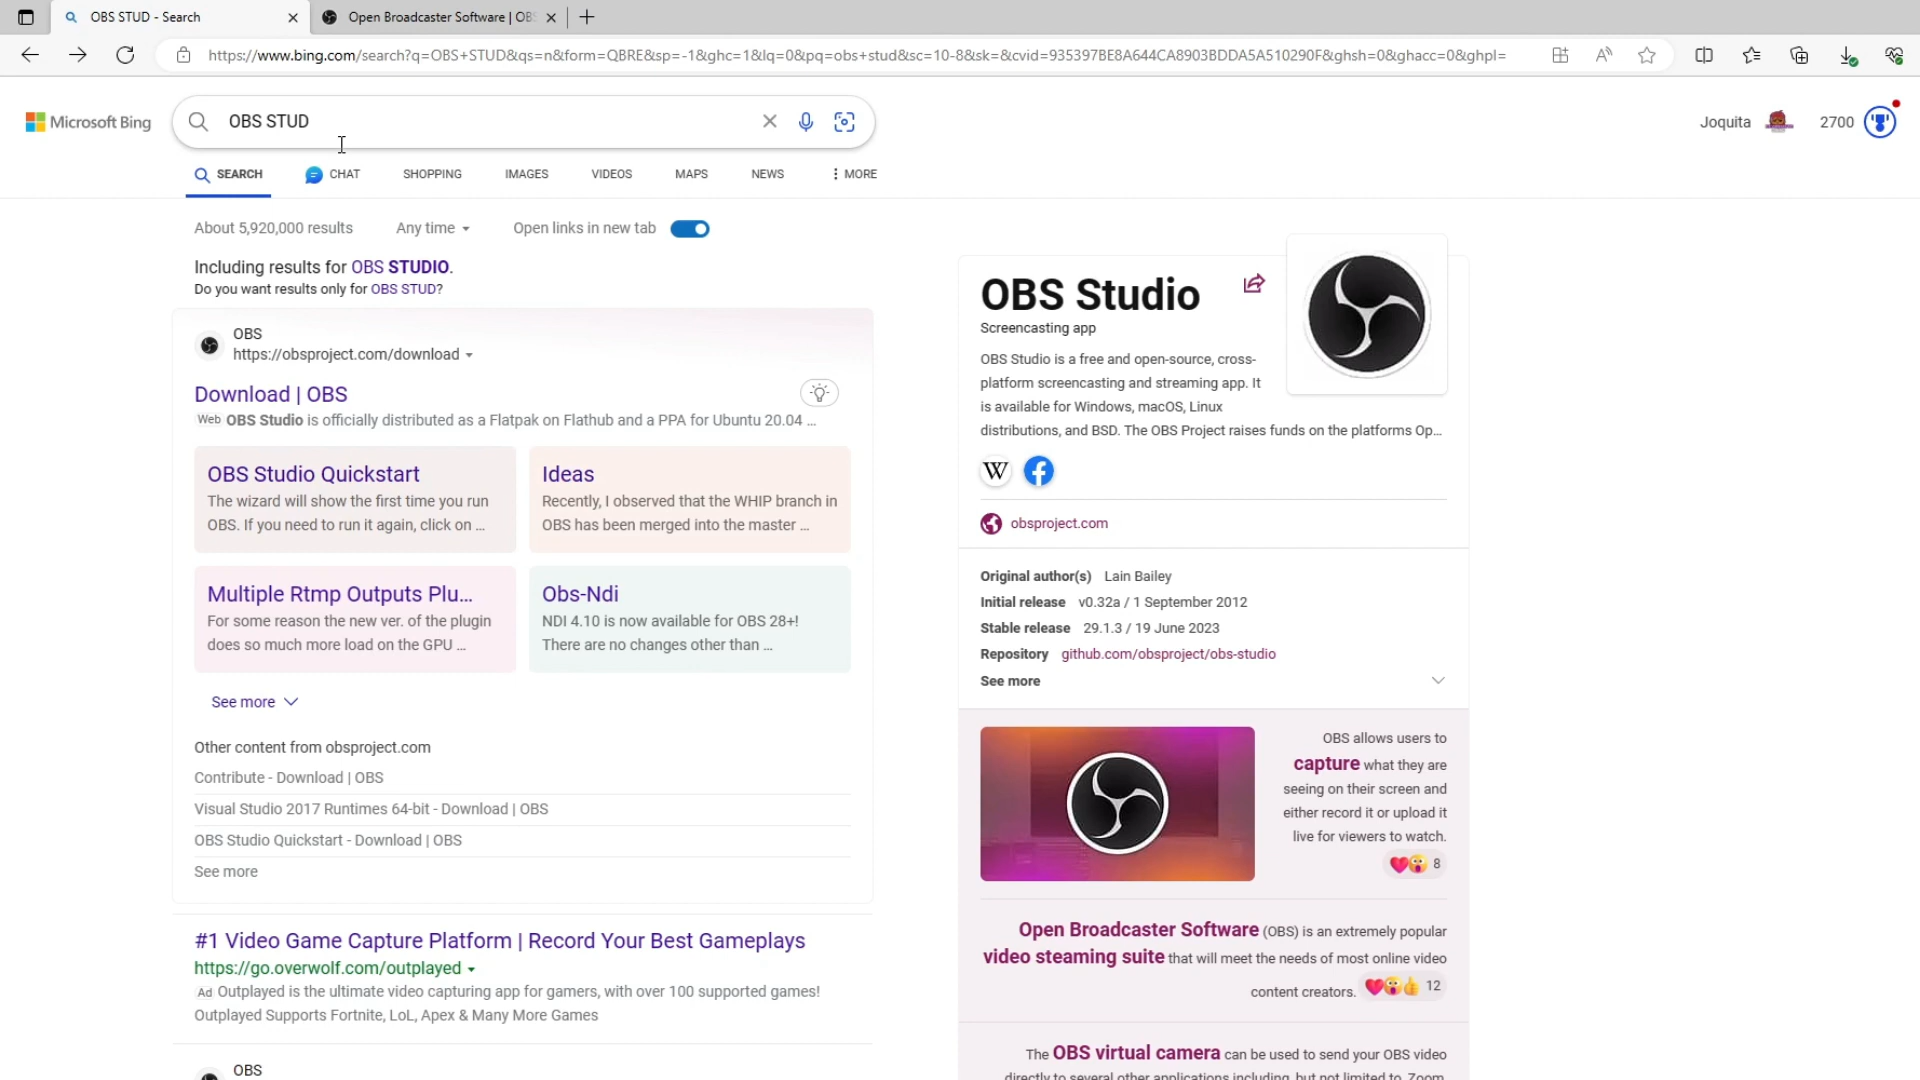 OBS STUD - Search
Open Broadcaster Software | OBS
https://www.bing.com/search?q=OBS+STUD&qs=n&form=QBRE&sp=-1&ghc=1&lq=0&pq=obs+stud&sc=10-8&sk=&cvid=935397BE8A644CA8903BDDA5A510290F&ghsh=0&ghacc=0&ghpl=
Microsoft Bing
OBS STUD
Joquita
2700
SEARCH
CHAT
SHOPPING
IMAGES
VIDEOS
MAPS
NEWS
MORE
About 5,920,000 results
Any time
Open links in new tab
Including results for OBS STUDIO.
Do you want results only for OBS STUD?
OBS
https://obsproject.com/download
Download | OBS
Web OBS Studio is officially distributed as a Flatpak on Flathub and a PPA for Ubuntu 20.04 ...
OBS Studio Quickstart
The wizard will show the first time you run
OBS. If you need to run it again, click on ...
Ideas
Recently, I observed that the WHIP branch in
OBS has been merged into the master ...
Multiple Rtmp Outputs Plu...
For some reason the new ver. of the plugin
does so much more load on the GPU ...
Obs-Ndi
NDI 4.10 is now available for OBS 28+!
There are no changes other than ...
See more
Other content from obsproject.com
Contribute - Download | OBS
Visual Studio 2017 Runtimes 64-bit - Download | OBS
OBS Studio Quickstart - Download | OBS
See more
#1 Video Game Capture Platform | Record Your Best Gameplays
https://go.overwolf.com/outplayed
Ad Outplayed is the ultimate video capturing app for gamers, with over 100 supported games!
Outplayed Supports Fortnite, LoL, Apex & Many More Games
OBS
OBS Studio
Screencasting app
OBS Studio is a free and open-source, cross-
platform screencasting and streaming app. It
is available for Windows, macOS, Linux
distributions, and BSD. The OBS Project raises funds on the platforms Op...
W
obsproject.com
Original author(s) Lain Bailey
Initial release v0.32a / 1 September 2012
Stable release 29.1.3 / 19 June 2023
Repository github.com/obsproject/obs-studio
See more
OBS allows users to
capture what they are
seeing on their screen and
either record it or upload it
live for viewers to watch.
8
Open Broadcaster Software (OBS) is an extremely popular
video steaming suite that will meet the needs of most online video
content creators.
12
The OBS virtual camera can be used to send your OBS video
directly to several other applications including, but not limited to, Zoom,